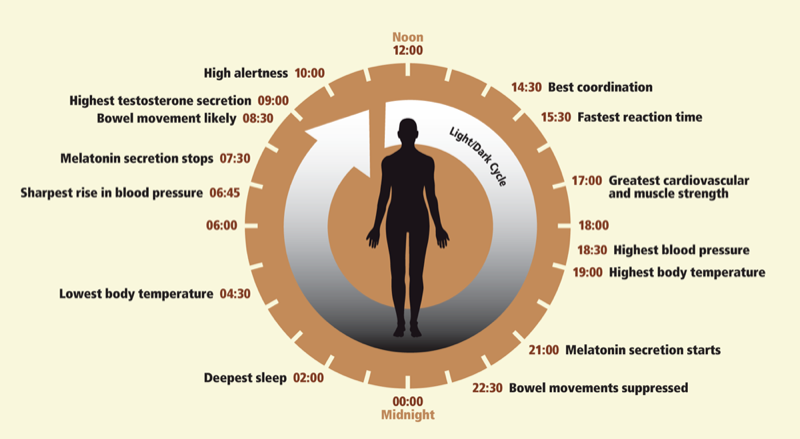 Noon
12:00
High alertness 10:00
Highest testosterone secretion 09:00
Bowel movement likely 08:30
Melatonin secretion stops 07:30
Sharpest rise in blood pressure 06:45
06:00
Lowest body temperature 04:30
Deepest sleep 02:00
14:30 Best coordination
15:30 Fastest reaction time
Light/Dark Cycle
17:00 Greatest cardiovascular
and muscle strength
18:00
18:30 Highest blood pressure
19:00 Highest body temperature
21:00 Melatonin secretion starts
22:30 Bowel movements suppressed
00:00
Midnight